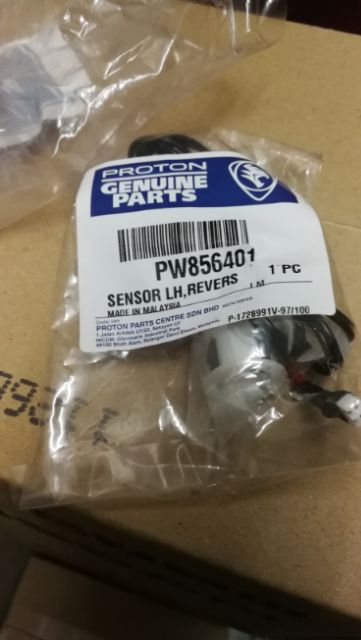 PROTON
GENUINE
PARTS
PW856401
1 PC
SENSOR LH,REVERS
LM
MADE IN MALAYSIA
P-1728991V-97/100
PROTON PARTS CENTRE SDN BHD